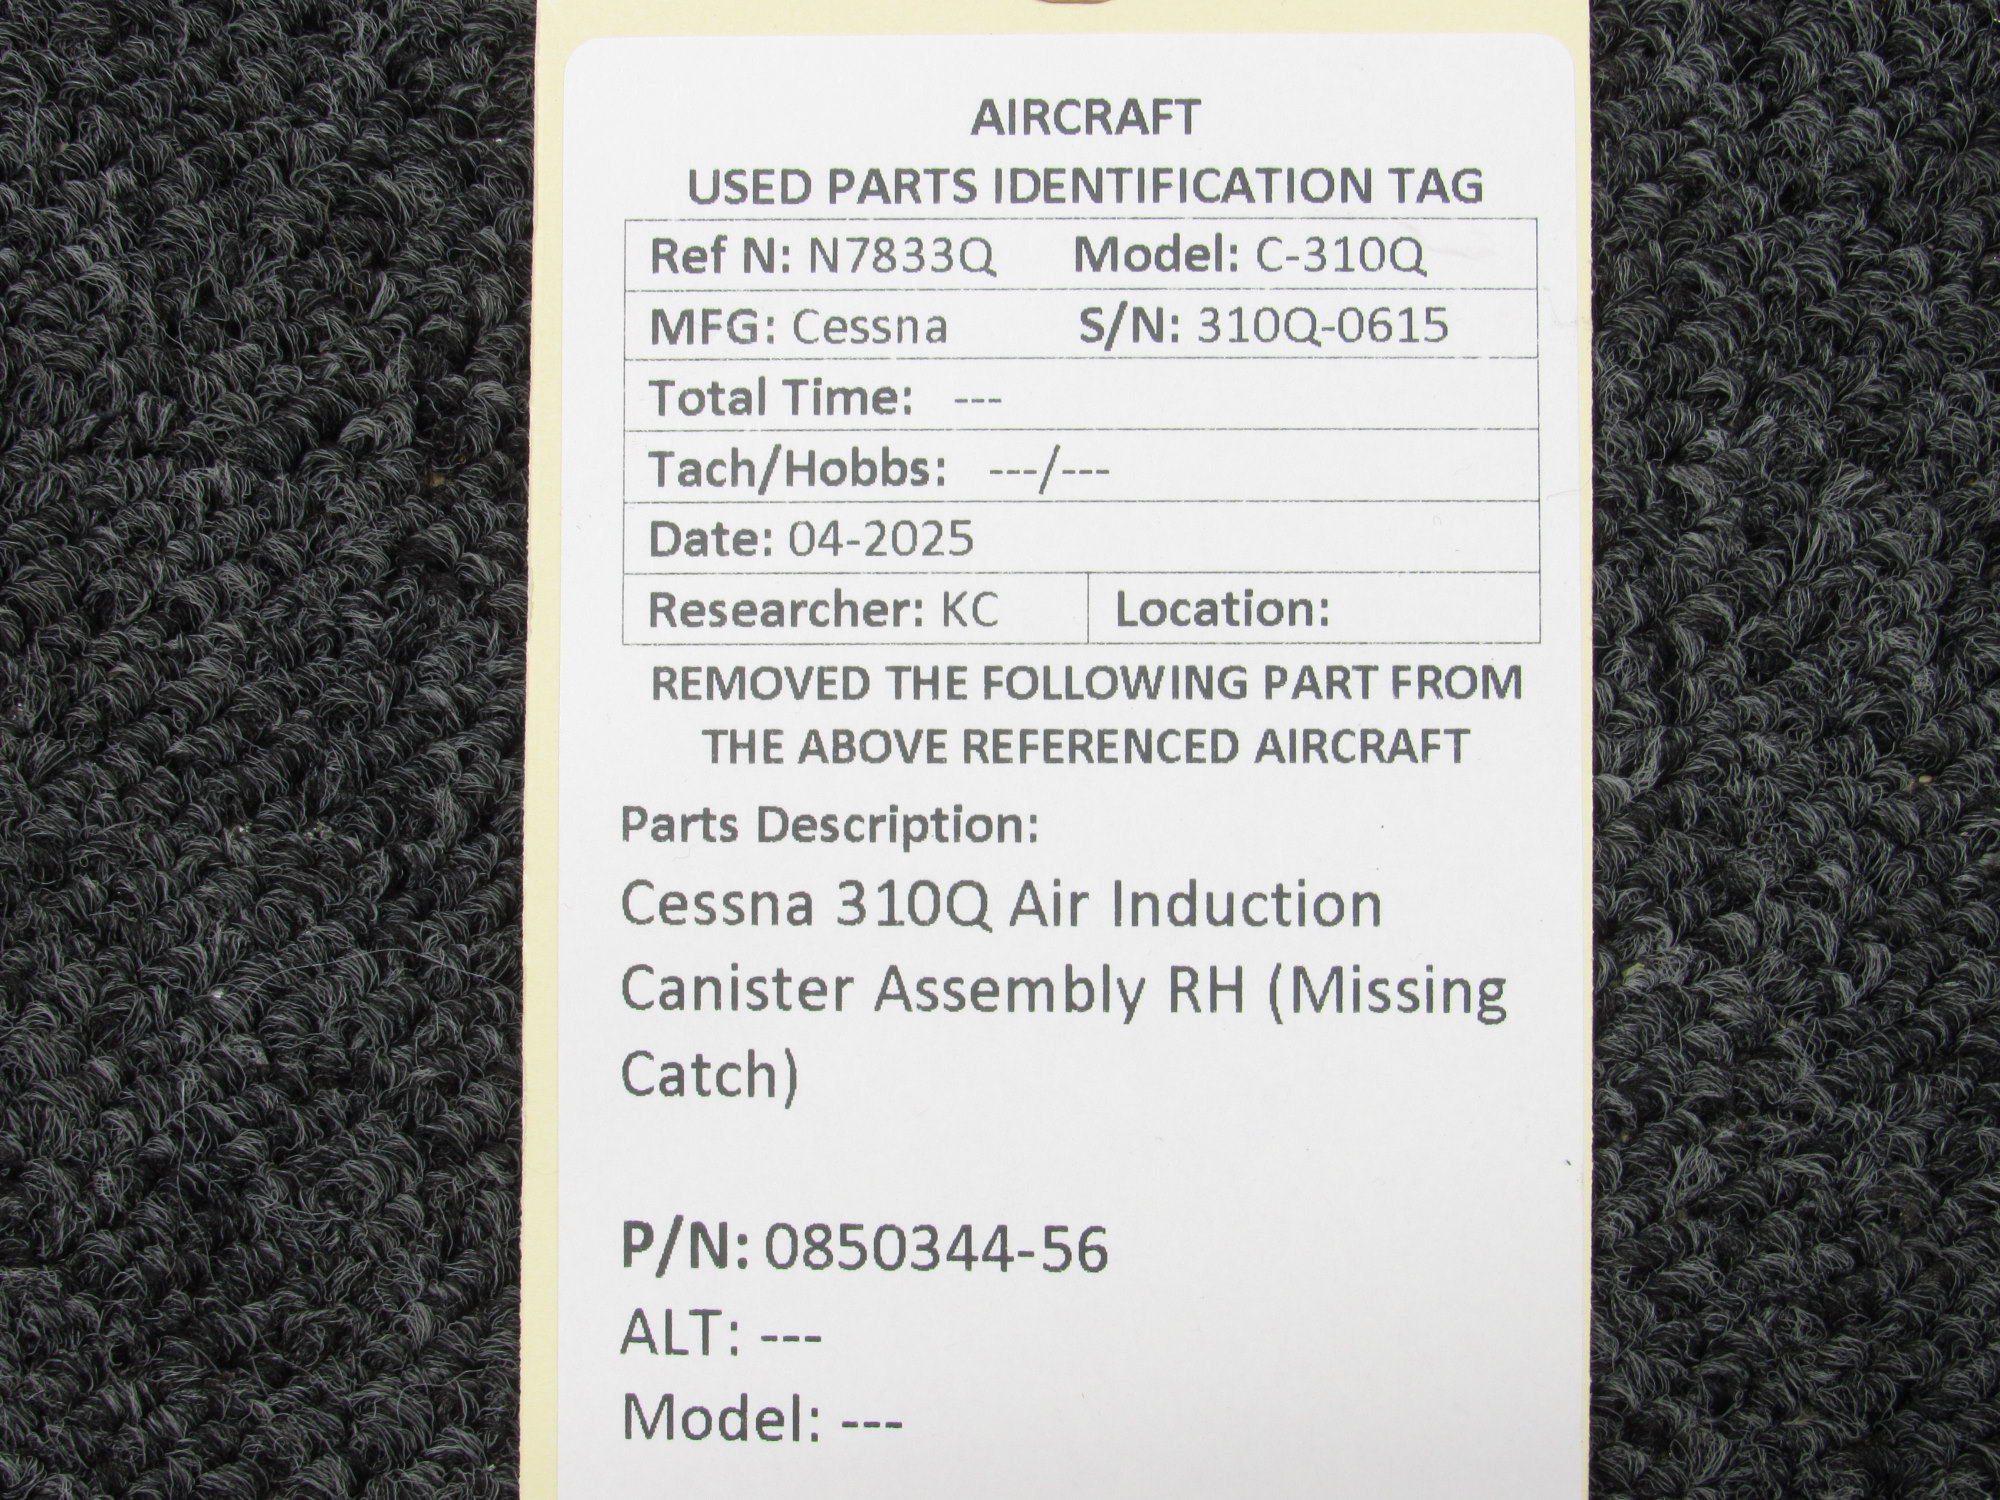 AIRCRAFT
USED PARTS IDENTIFICATION TAG
Ref N: N7833Q Model: C-310Q
MFG: Cessna S/N: 310Q-0615
Total Time: ---
Tach/Hobbs: ---/---
Date: 04-2025
Researcher: KC Location:
REMOVED THE FOLLOWING PART FROM
THE ABOVE REFERENCED AIRCRAFT
Parts Description:
Cessna 310Q Air Induction
Canister Assembly RH (Missing
Catch)
P/N: 0850344-56
ALT: ---
Model: ---